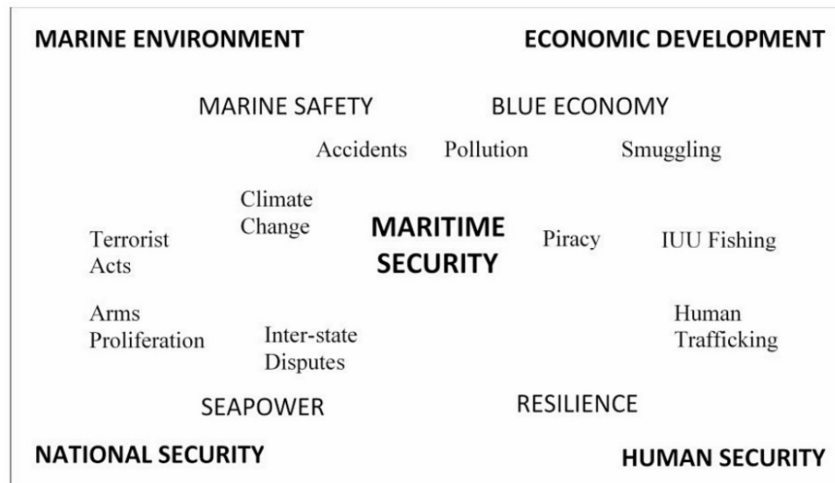 MARINE ENVIRONMENT
ECONOMIC DEVELOPMENT
MARINE SAFETY
BLUE ECONOMY
Accidents
Pollution
Smuggling
Climate
Change
Terrorist
Acts
MARITIME
SECURITY
Piracy
IUU Fishing
Arms
Proliferation
Inter-state
Disputes
Human
Trafficking
SEAPOWER
RESILIENCE
NATIONAL SECURITY
HUMAN SECURITY